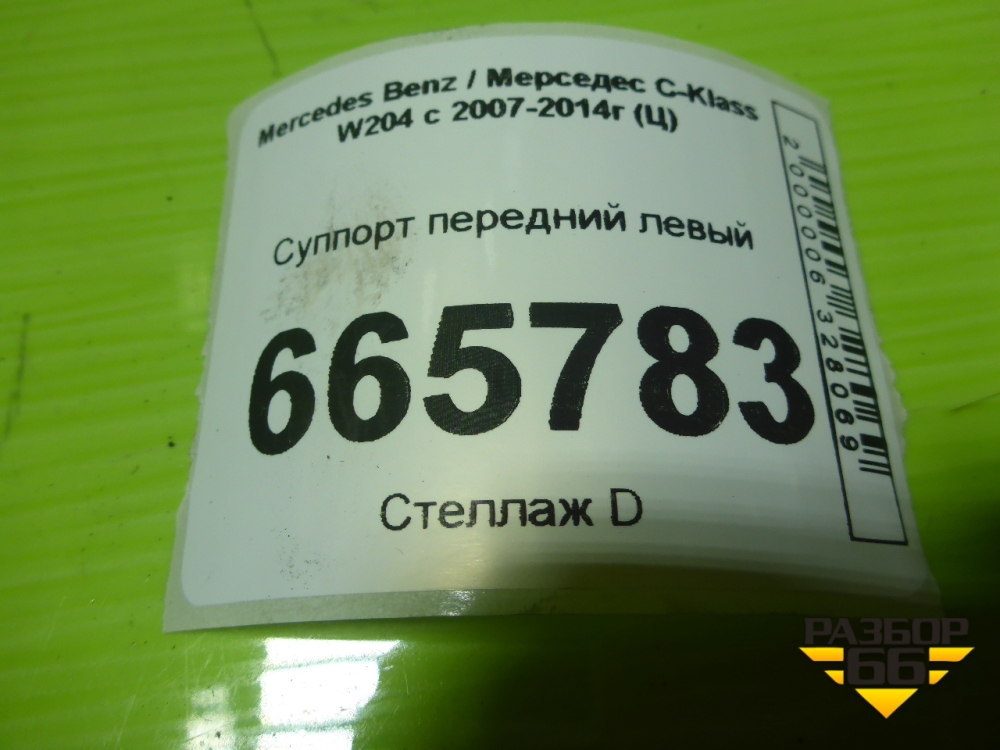 Mercedes Benz / Мерседес C-Klass
W204 с 2007-2014г (Ц)
Суппорт передний левый
665783
Стеллаж D
2000006328069
РАЗБОР
66